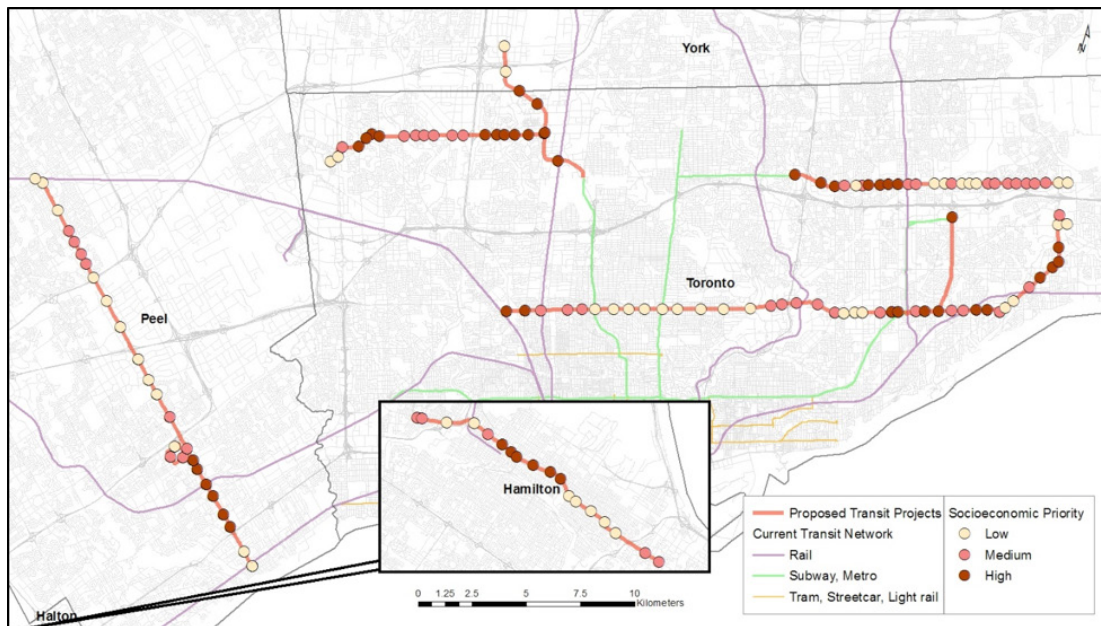 York
N
Toronto
Peel
Hamilton
Halton
Proposed Transit Projects
Current Transit Network
Rail
Subway, Metro
Tram, Streetcar, Light rail
Socioeconomic Priority
Low
Medium
High
0 1.25 2.5 5 7.5 10
Kilometers